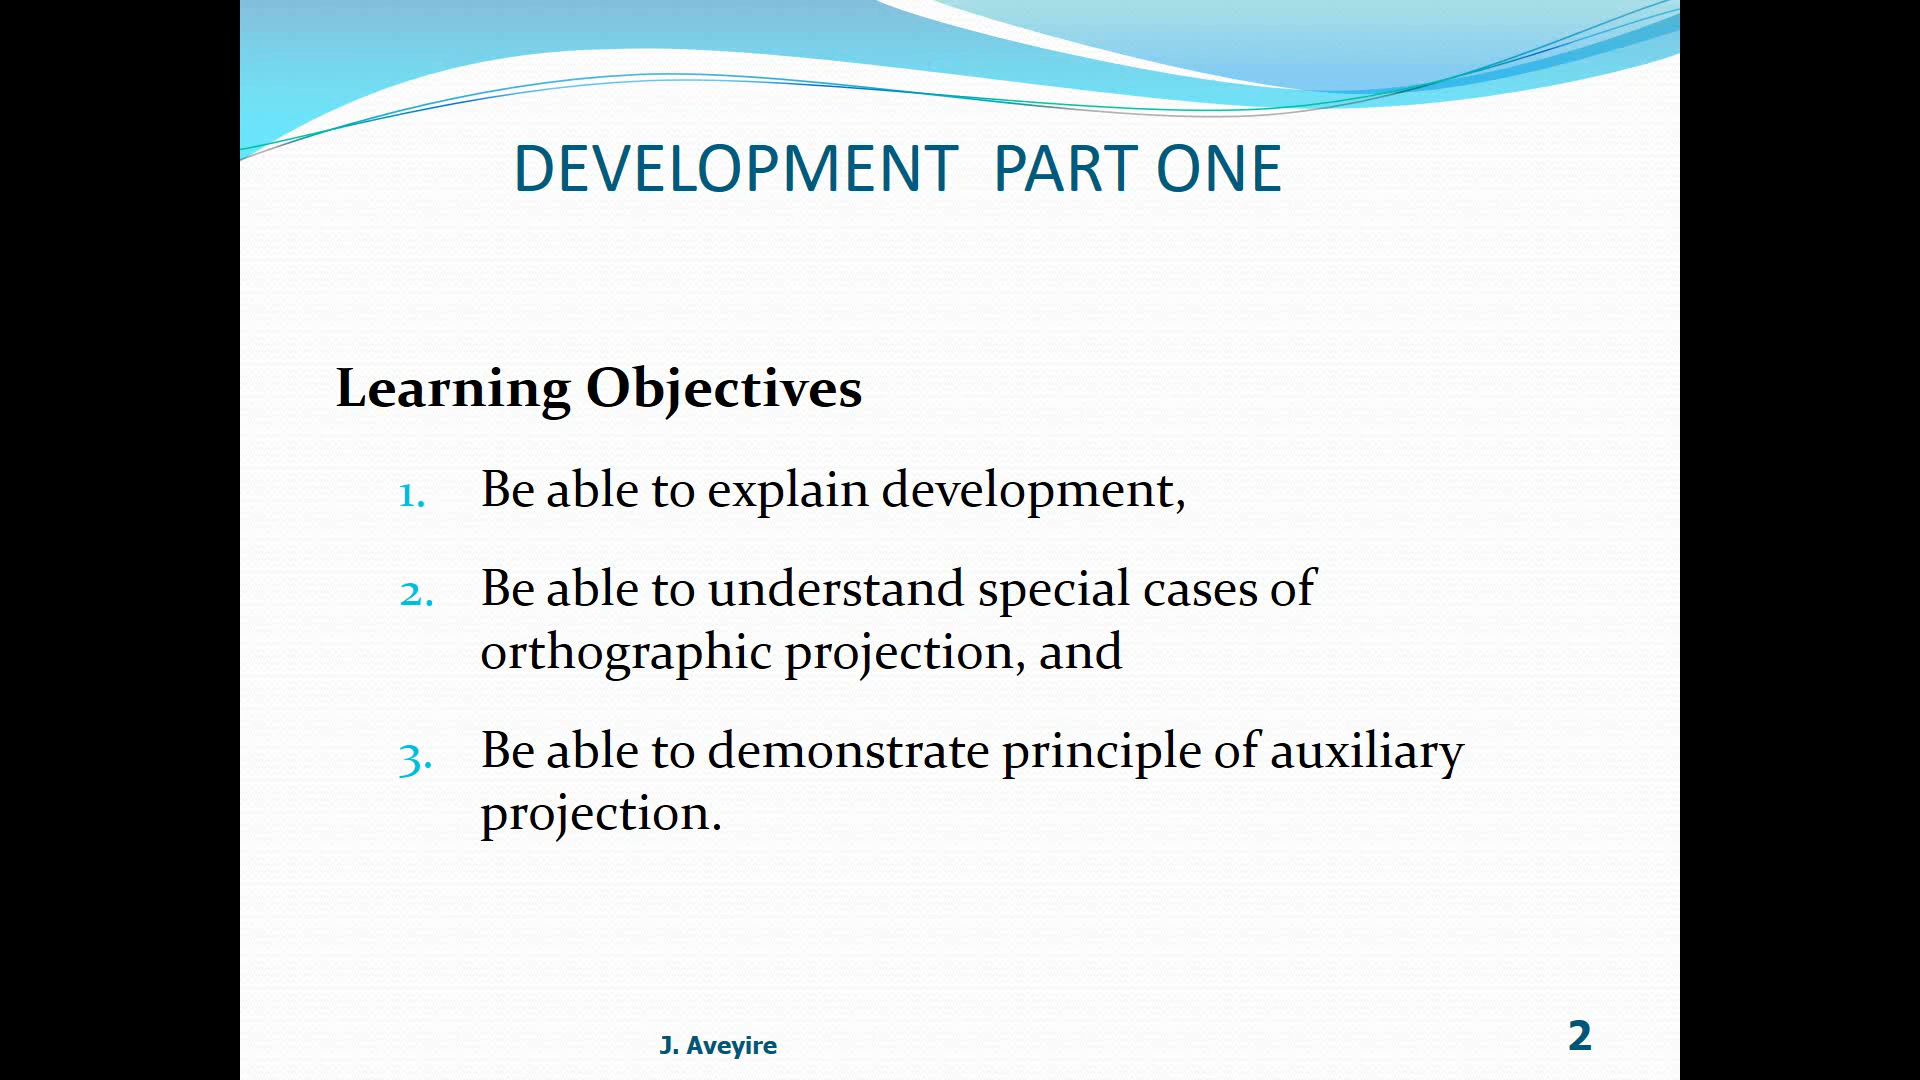 DEVELOPMENT  PART ONE
Learning Objectives
1. Be able to explain development,
2. Be able to understand special cases of
orthographic projection, and
3. Be able to demonstrate principle of auxiliary
projection.
J. Aveyire
2